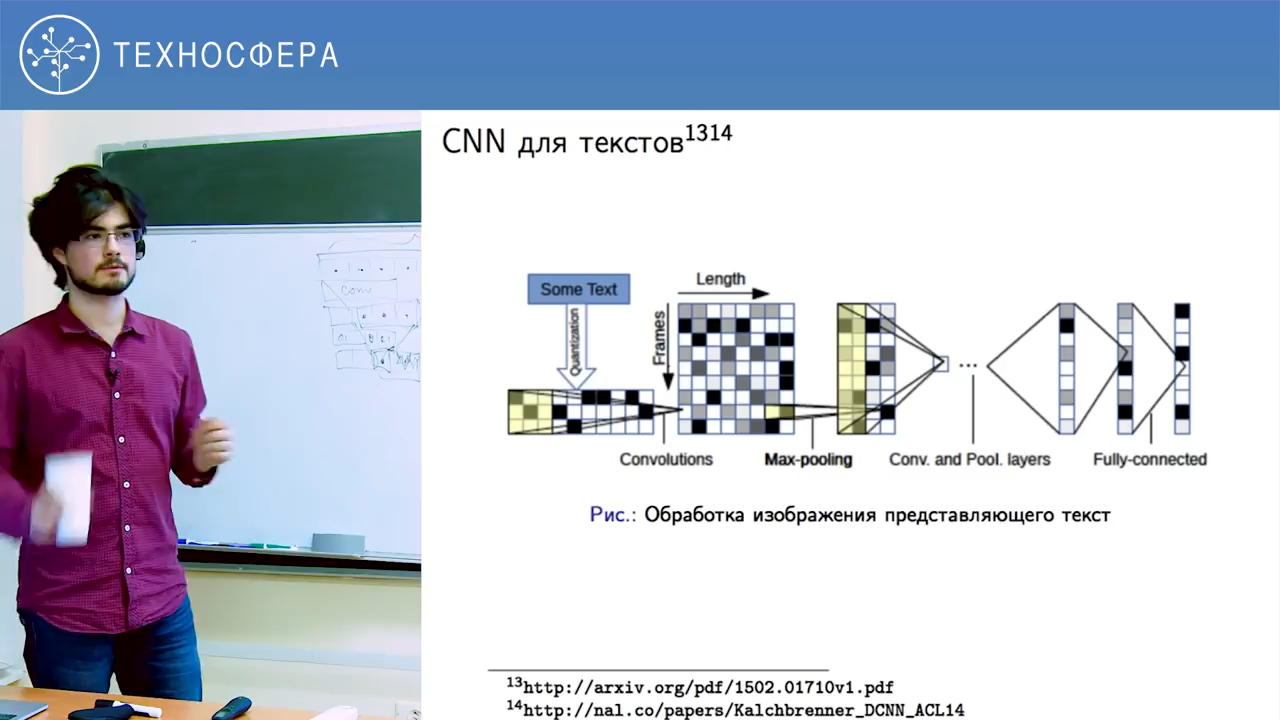 ТЕХНОСФЕРА
CNN для текстов1314
Length
Some Text
Quantization
Frames
Convolutions
Max-pooling
Conv. and Pool. layers
Fully-connected
Рис.: Обработка изображения представляющего текст
13http://arxiv.org/pdf/1502.01710v1.pdf
14http://nal.co/papers/Kalchbrenner_DCNN_ACL14
conv